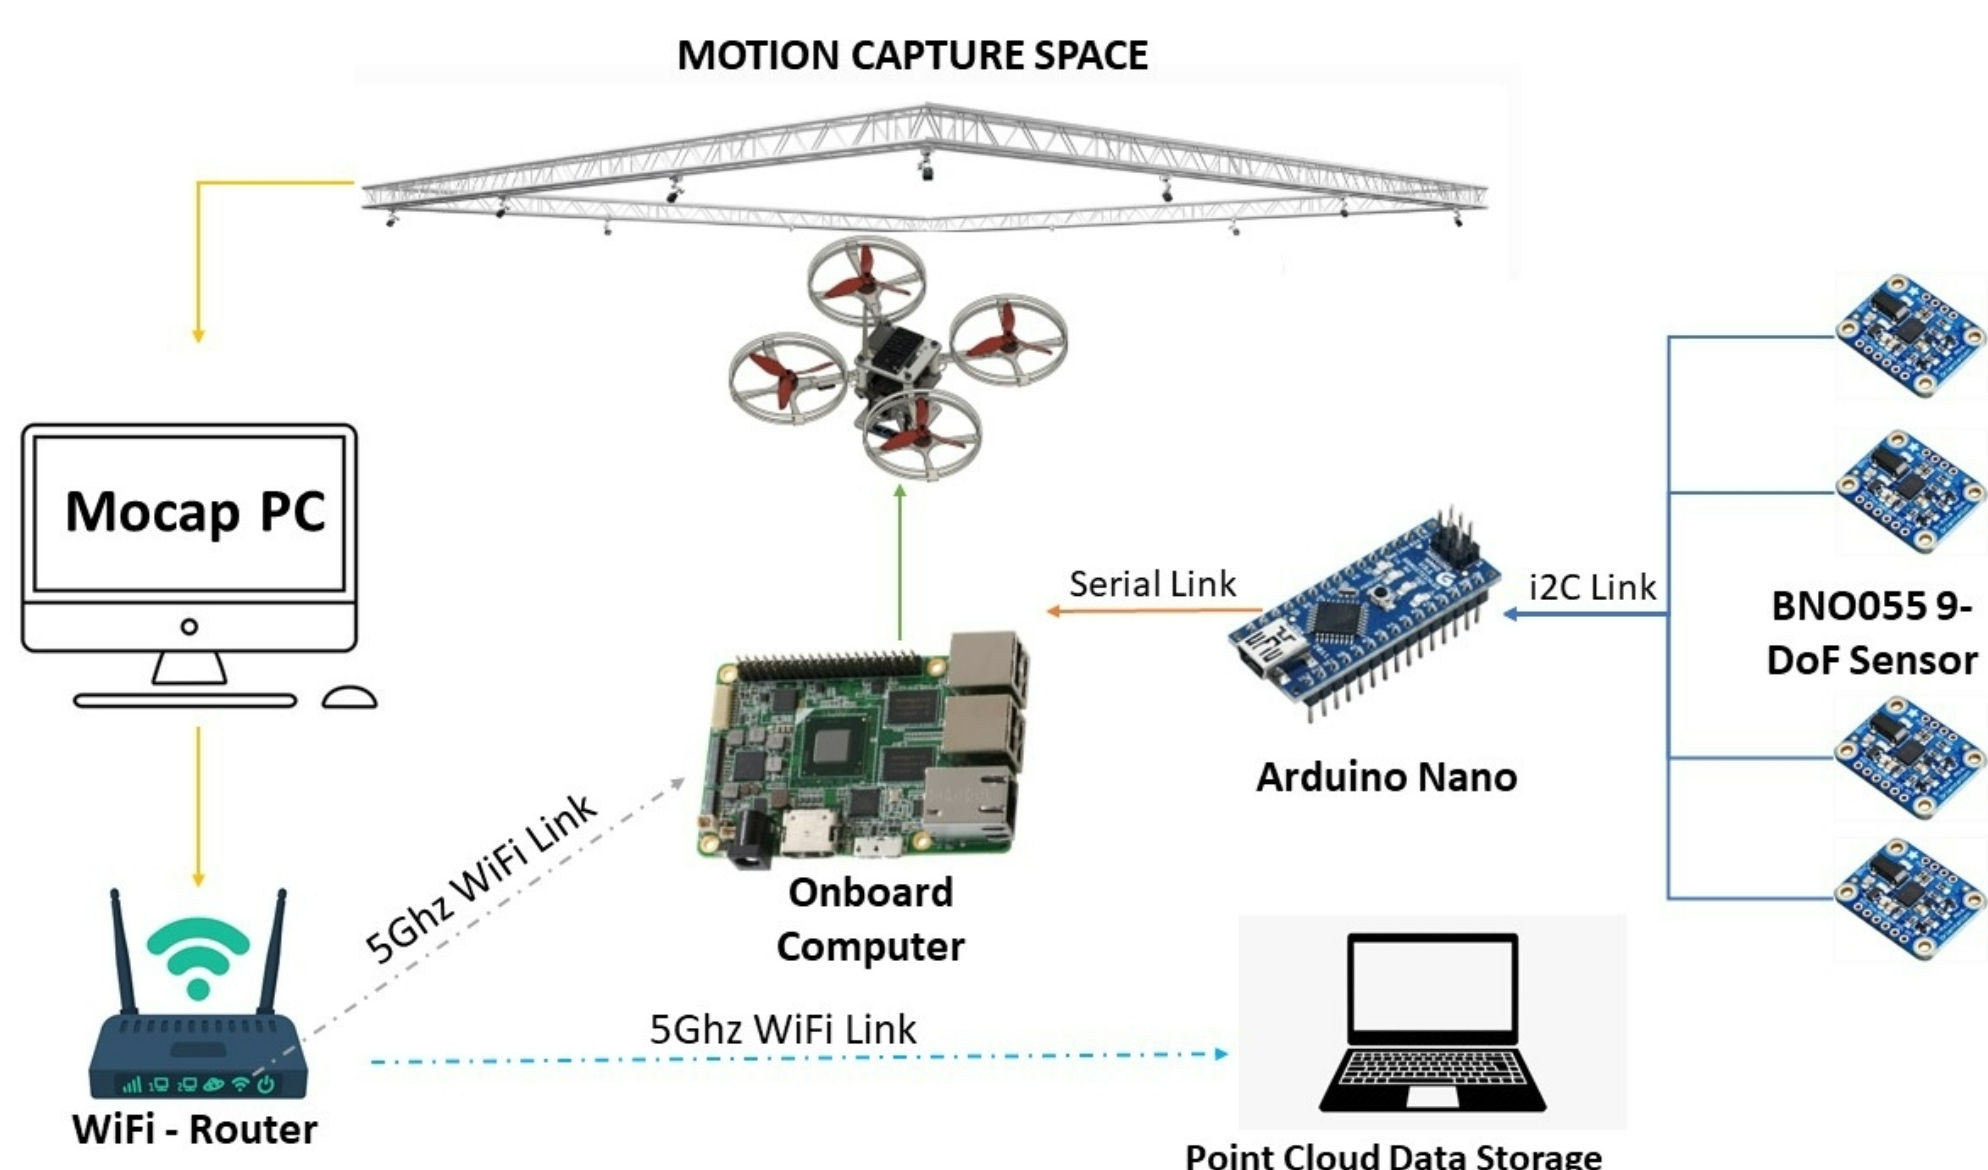 MOTION CAPTURE SPACE
Mocap PC
Serial Link
i2C Link
BNO055 9-
DoF Sensor
Arduino Nano
5Ghz WiFi Link
Onboard
Computer
5Ghz WiFi Link
WiFi - Router
Point Cloud Data Storage